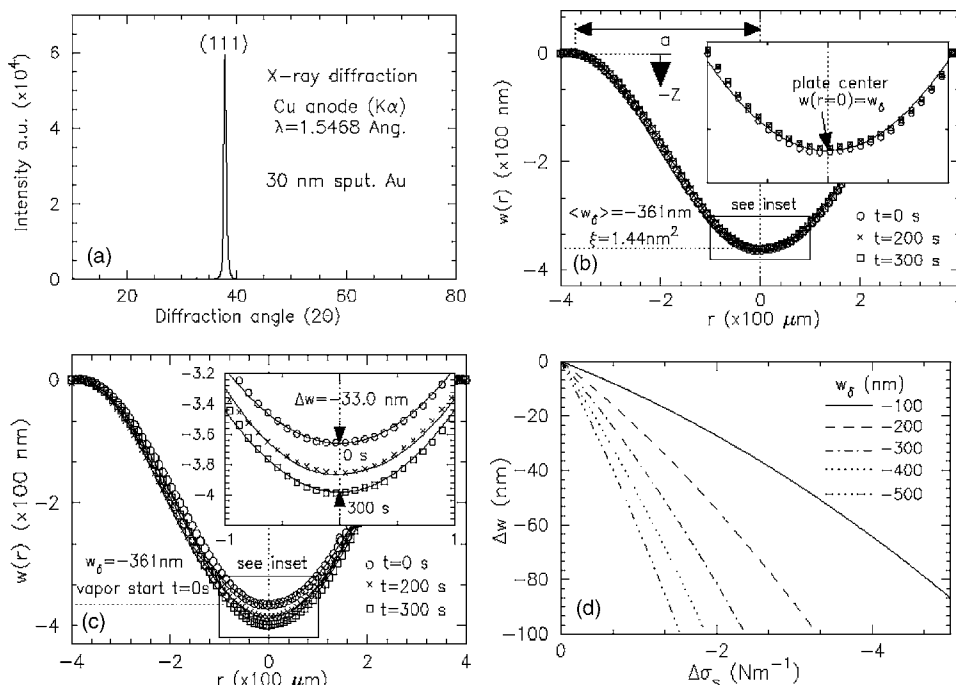 (a)
Intensity a.u. (×10⁴)
6
4
2
0
(111)
X-ray diffraction
Cu anode (Kα)
λ=1.5468 Ang.
30 nm sput. Au
20
40
60
80
Diffraction angle (2Θ)
(b)
w(r) (×100 nm)
0
-2
-4
a
-Z
plate center
w(r=0)=w_δ
see inset
<w_δ>=-361nm
ξ=1.44nm²
t=0 s
t=200 s
t=300 s
-4
-2
0
2
4
r (×100 μm)
(c)
w(r) (×100 nm)
0
-2
-4
-3.2
-3.4
-3.6
-3.8
-4
-1
1
Δw=-33.0 nm
0 s
300 s
see inset
w_δ=-361nm
vapor start t=0s
t=0 s
t=200 s
t=300 s
-4
-2
0
2
4
r (×100 μm)
(d)
Δw (nm)
0
-20
-40
-60
-80
-100
w_δ (nm)
-100
-200
-300
-400
-500
0
-2
-4
Δσ_s (Nm⁻¹)